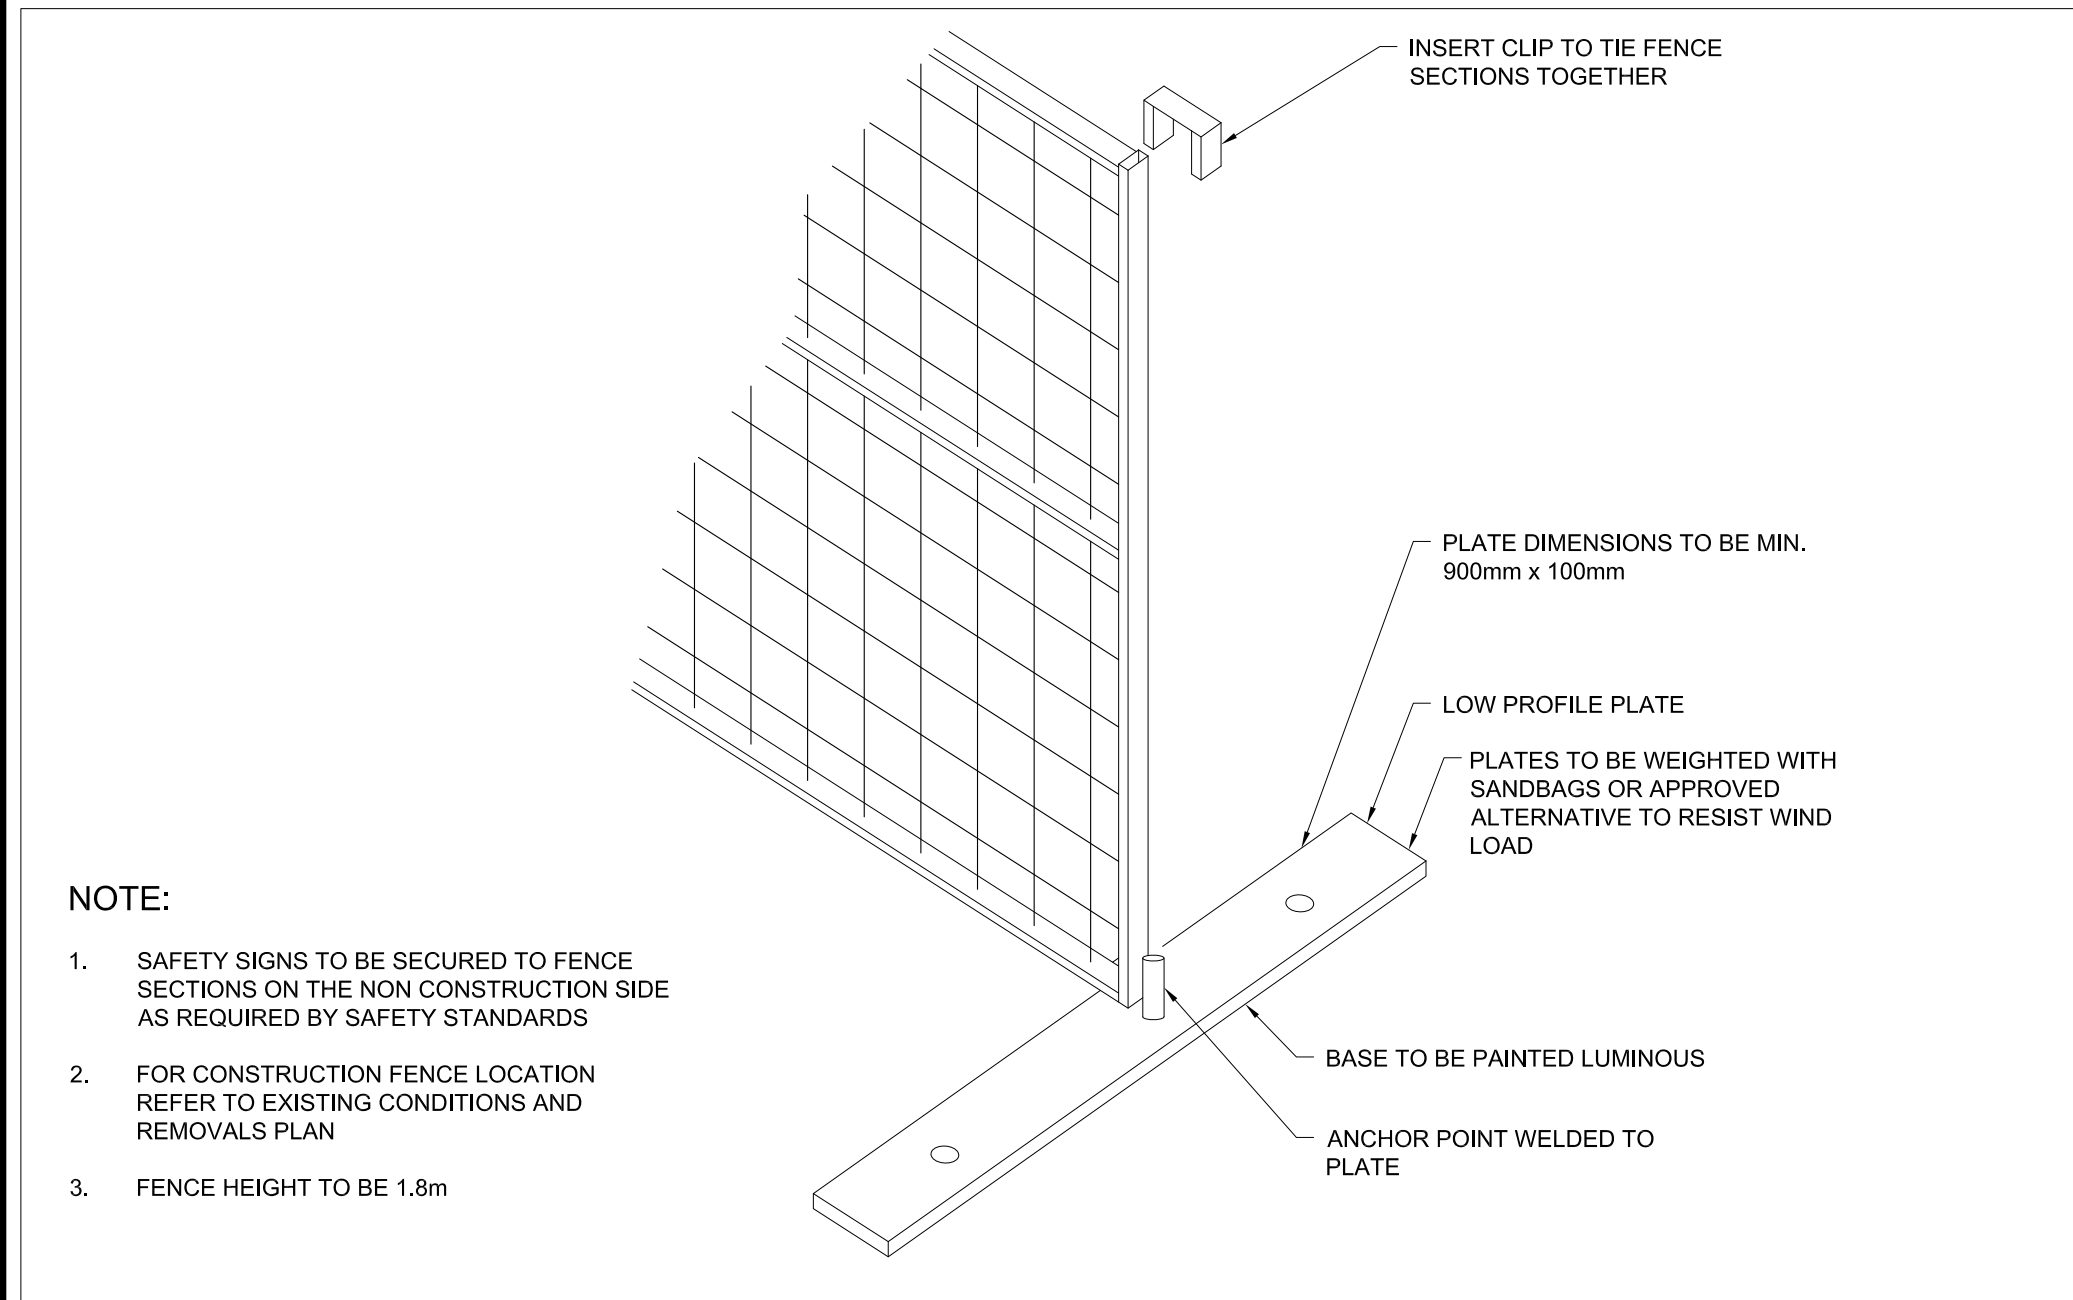 INSERT CLIP TO TIE FENCE
SECTIONS TOGETHER
PLATE DIMENSIONS TO BE MIN.
900mm x 100mm
LOW PROFILE PLATE
PLATES TO BE WEIGHTED WITH
SANDBAGS OR APPROVED
ALTERNATIVE TO RESIST WIND
LOAD
NOTE:
1. SAFETY SIGNS TO BE SECURED TO FENCE
SECTIONS ON THE NON CONSTRUCTION SIDE
AS REQUIRED BY SAFETY STANDARDS
2. FOR CONSTRUCTION FENCE LOCATION
REFER TO EXISTING CONDITIONS AND
REMOVALS PLAN
3. FENCE HEIGHT TO BE 1.8m
BASE TO BE PAINTED LUMINOUS
ANCHOR POINT WELDED TO
PLATE